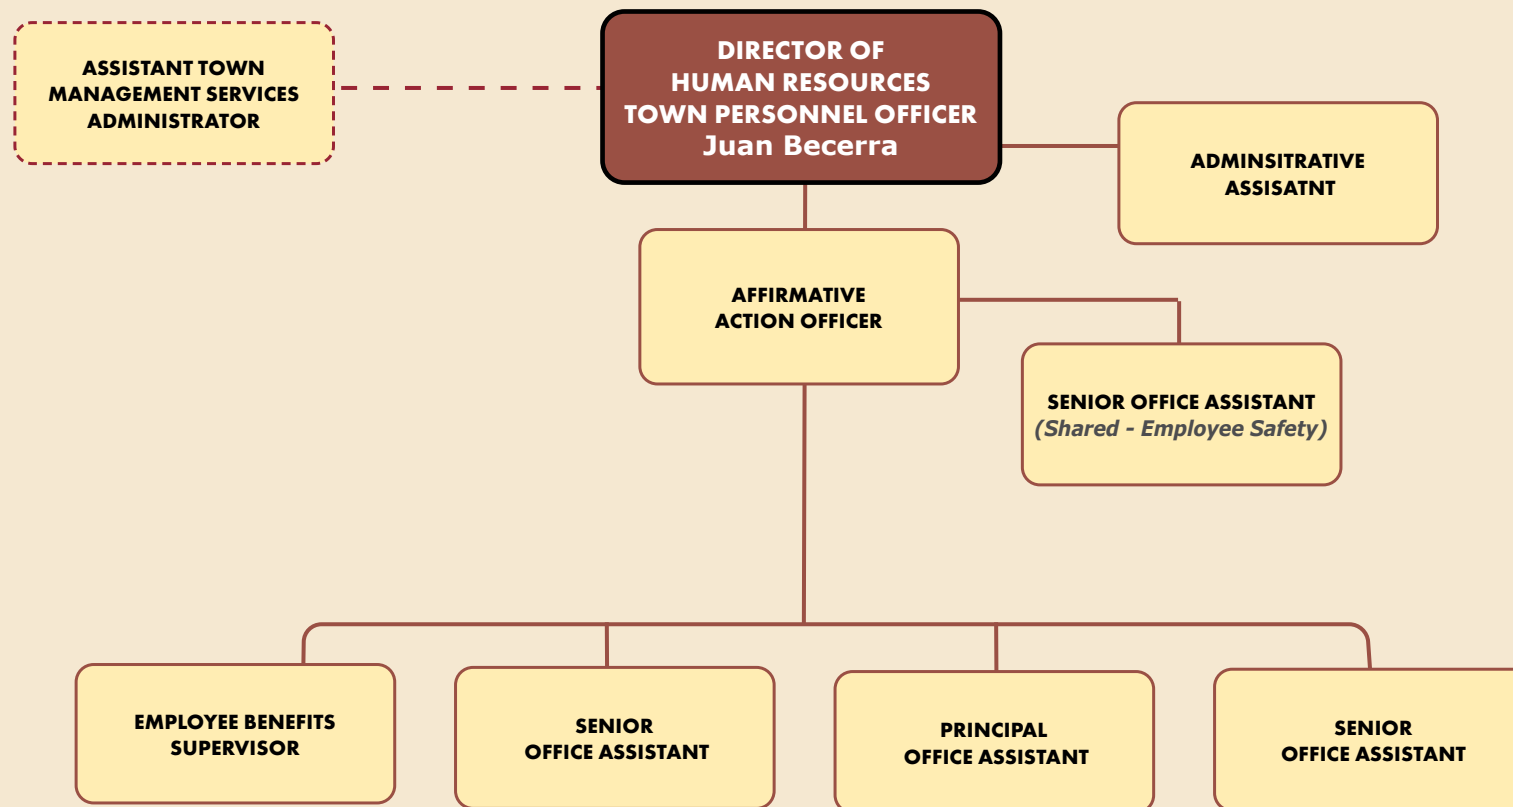 ASSISTANT TOWN
MANAGEMENT SERVICES
ADMINISTRATOR
DIRECTOR OF
HUMAN RESOURCES
TOWN PERSONNEL OFFICER
Juan Becerra
ADMINSITRATIVE
ASSISATNT
AFFIRMATIVE
ACTION OFFICER
SENIOR OFFICE ASSISTANT
(Shared - Employee Safety)
EMPLOYEE BENEFITS
SUPERVISOR
SENIOR
OFFICE ASSISTANT
PRINCIPAL
OFFICE ASSISTANT
SENIOR
OFFICE ASSISTANT